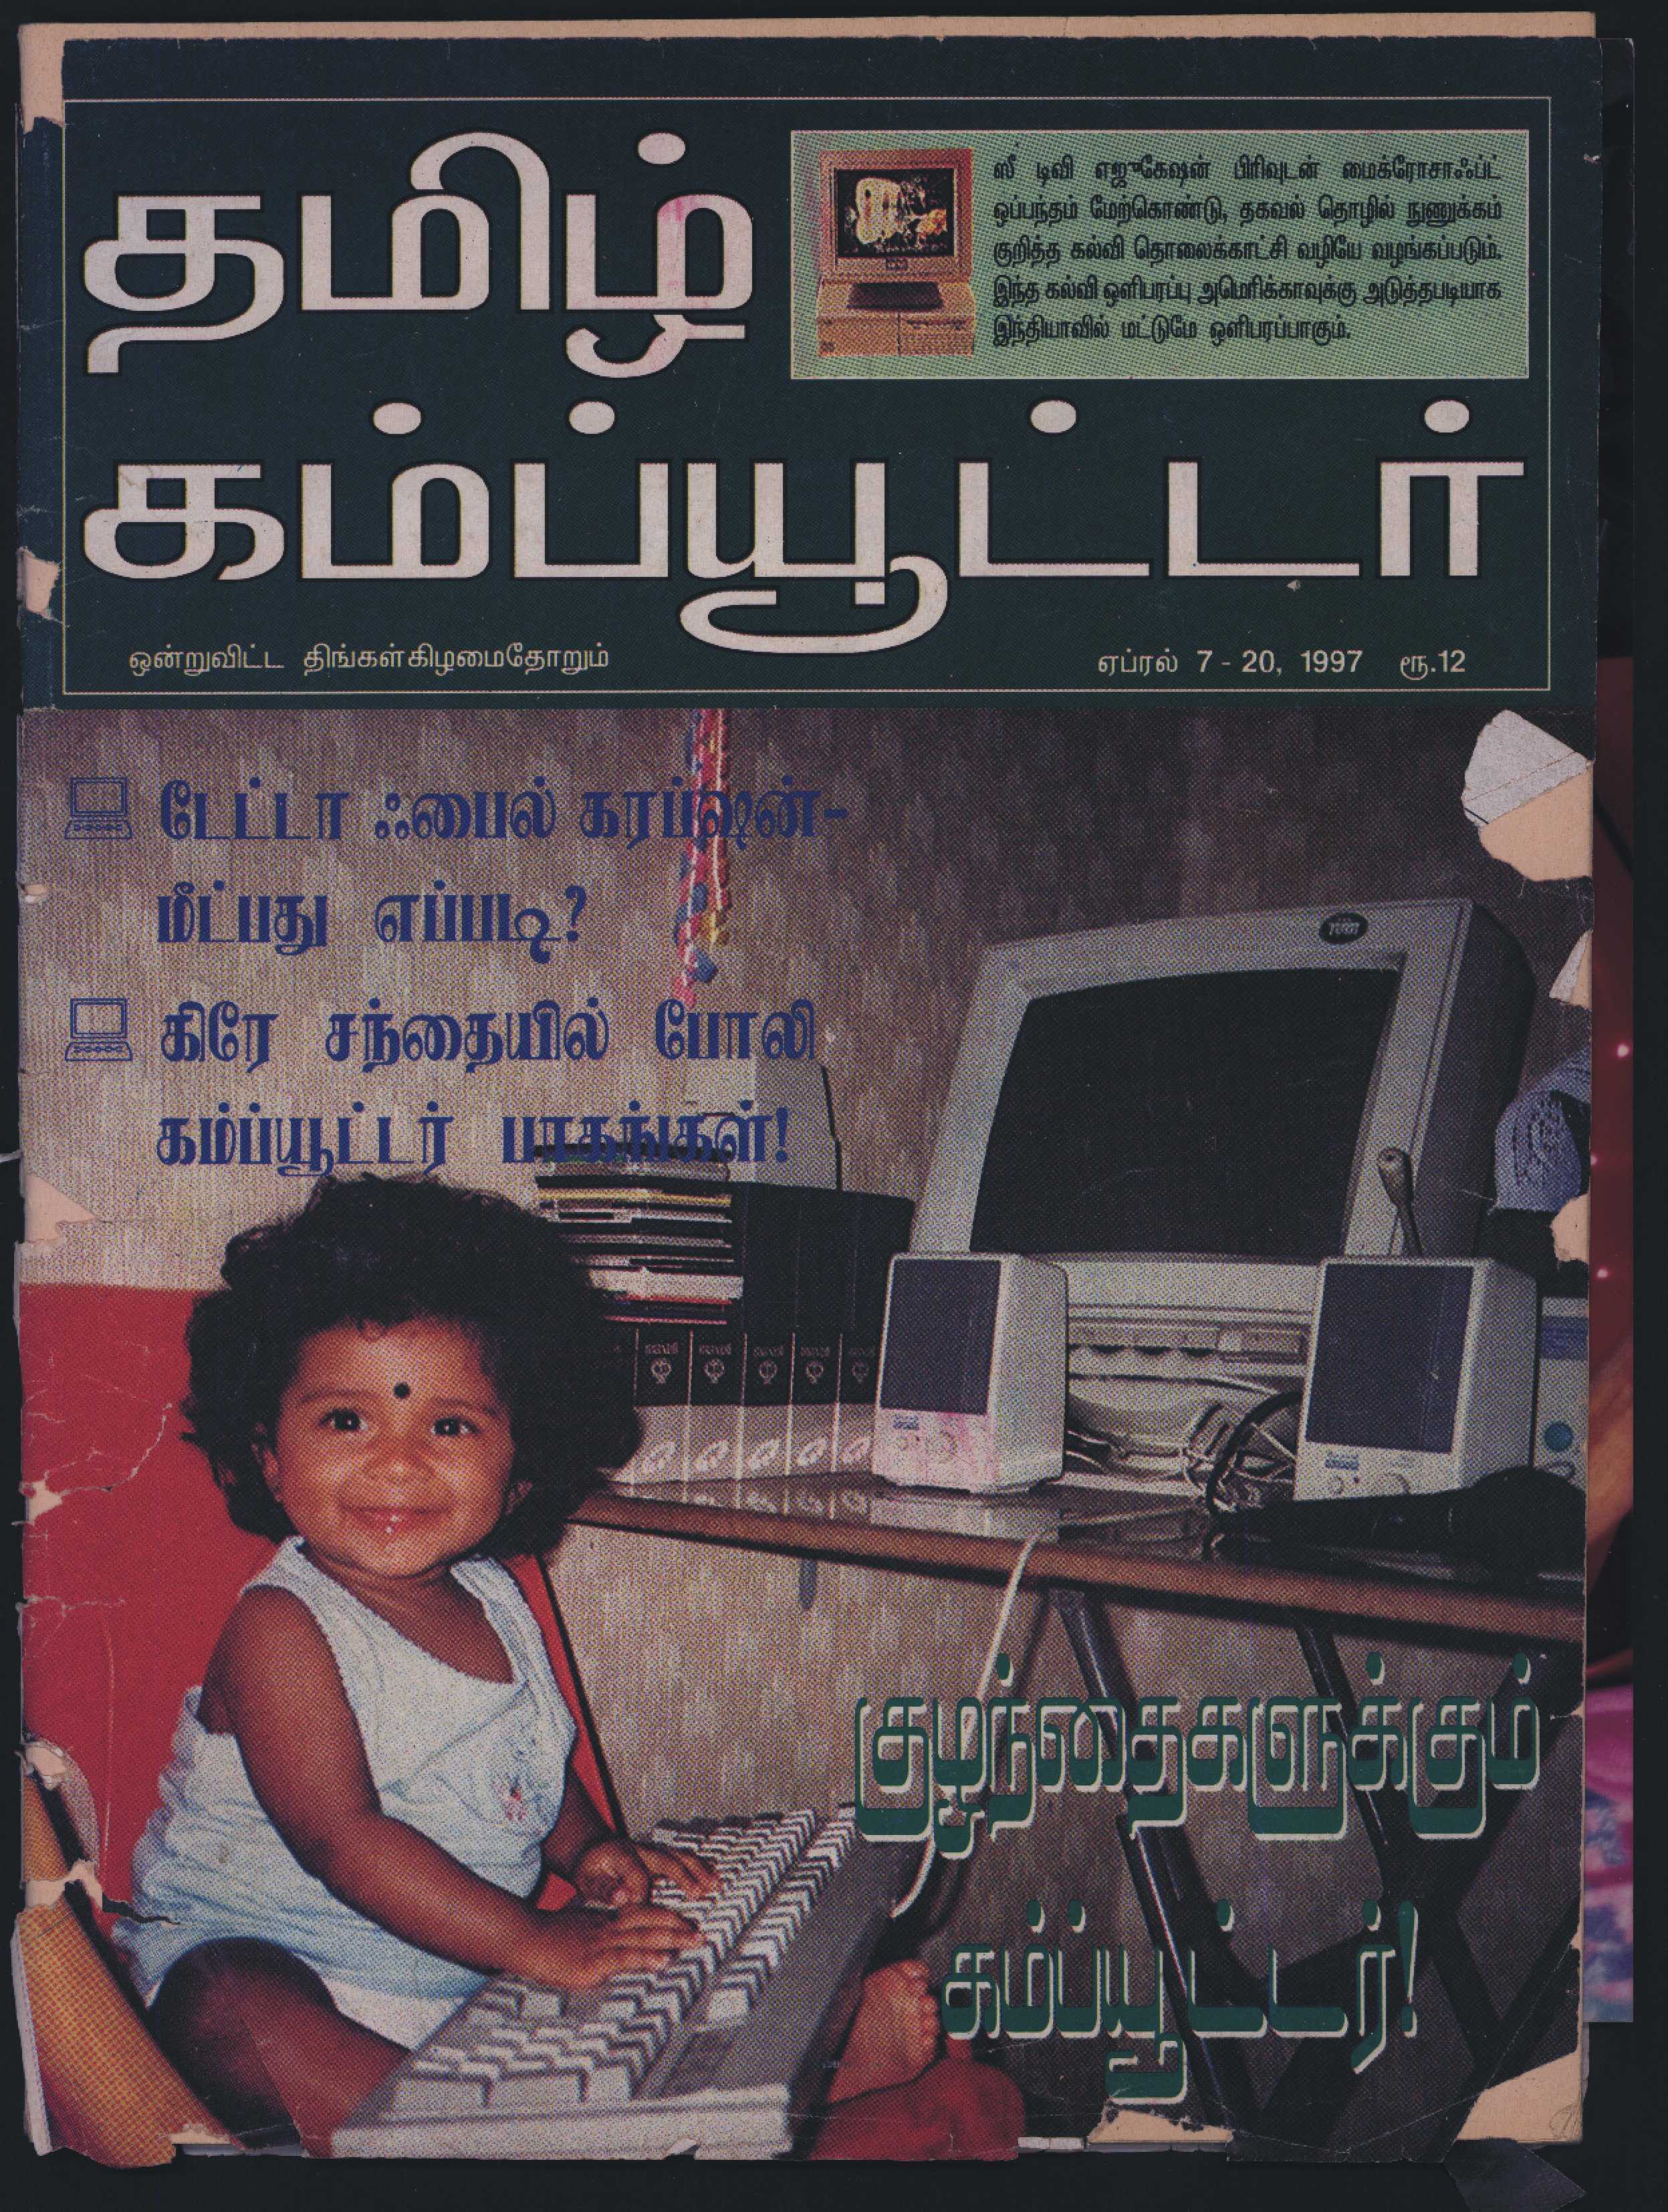 தமிழ்
கம்ப்யூட்டர்
ஸீ டிவி எஜுகேஷன் பிரிவுடன் மைக்ரோசாஃப்ட்
ஒப்பந்தம் மேற்கொண்டு, தகவல் தொழில் நுணுக்கம்
குறித்த கல்வி தொலைக்காட்சி வழியே வழங்கப்படும்.
இந்த கல்வி ஒளிபரப்பு அமெரிக்காவுக்கு அடுத்தபடியாக
இந்தியாவில் மட்டுமே ஒளிபரப்பாகும்.
ஒன்றுவிட்ட திங்கள்கிழமைதோறும்
ஏப்ரல் 7 - 20, 1997 ரூ.12
டேட்டா ஃபைல் கரப்ஷன்-
மீட்பது எப்படி?
கிரே சந்தையில் போலி
கம்ப்யூட்டர் பாகங்கள்!
குழந்தைகளுக்கும்
கம்ப்யூட்டர்!